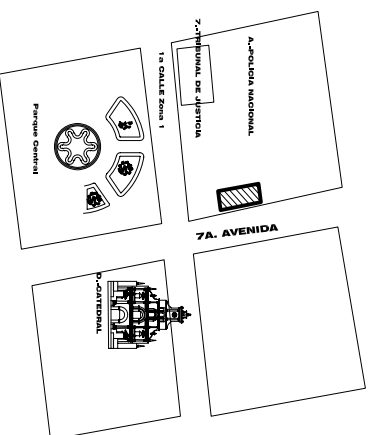 7.-TRIBUNAL DE JUSTICIA
A.-POLICIA NACIONAL
1a CALLE Zona 1
Parque Central
7A. AVENIDA
D.-CATEDRAL